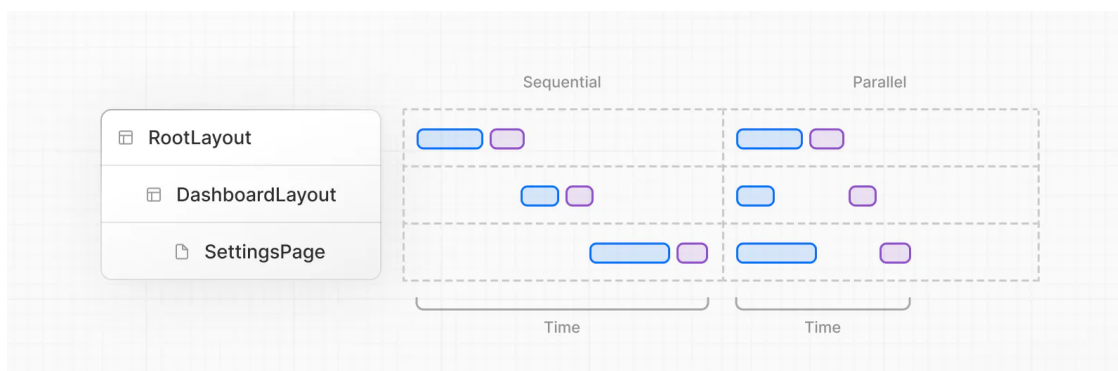 Sequential
Parallel
RootLayout
DashboardLayout
SettingsPage
Time
Time